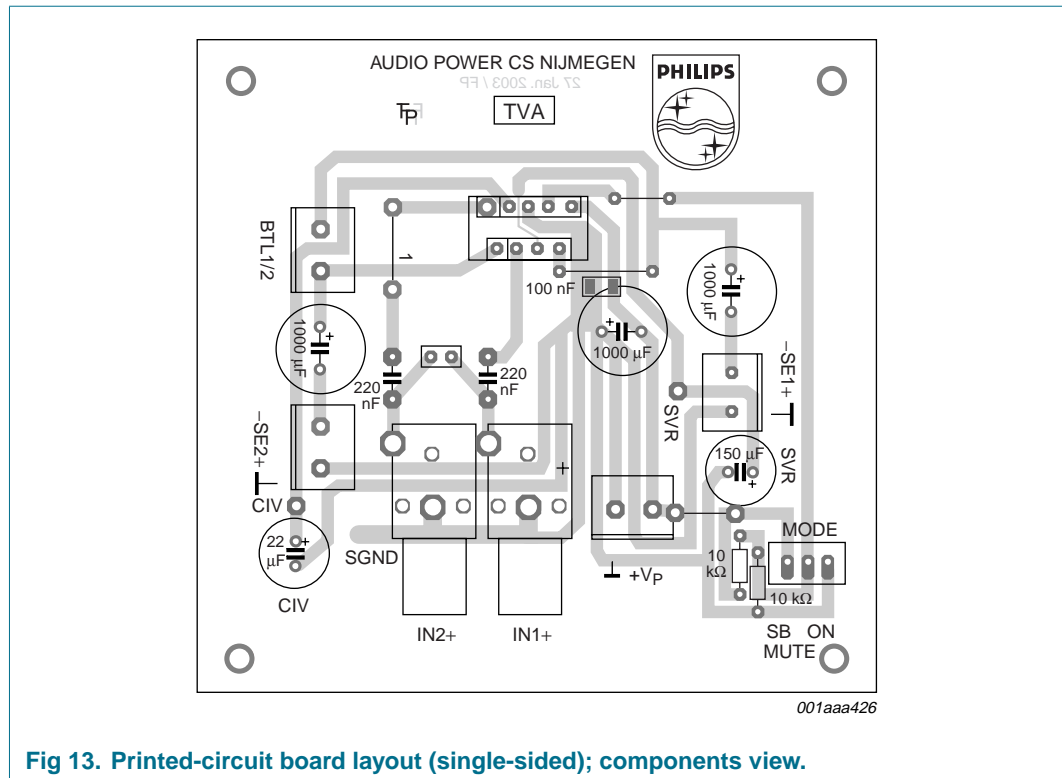 AUDIO POWER CS NIJMEGEN
PHILIPS
27 Jan. 2003 / FP
TVA
BTL1/2
1
100 nF
1000 µF
1000 µF
1000 µF
220
nF
220
nF
−SE1+
SVR
−SE2+
150 µF
SVR
CIV
MODE
22
µF
SGND
10
kΩ
+VP
10 kΩ
CIV
IN2+
IN1+
SB ON
MUTE
001aaa426
Fig 13. Printed-circuit board layout (single-sided); components view.